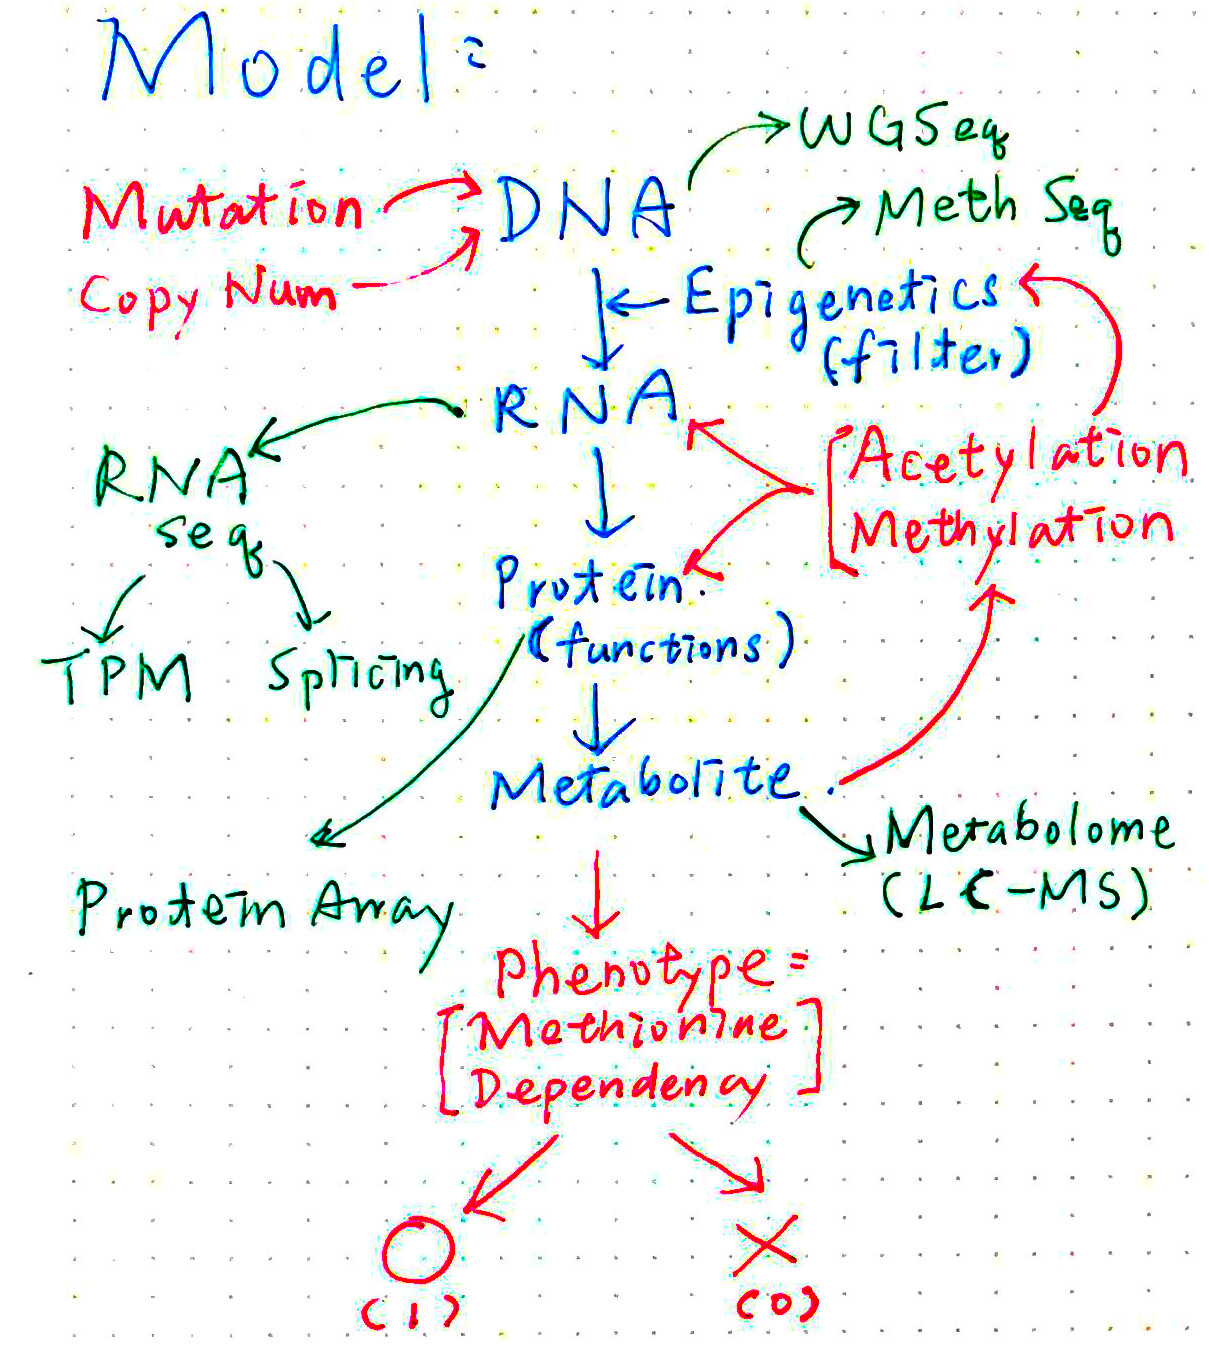 Model:
WGSeq
Mutation
DNA
Meth Seq
Copy Num
Epigenetics
(filter)
RNA
RNA
seq
Acetylation
Methylation
Protein.
(functions)
TPM
Splicing
Metabolite.
Metabolome
(LC-MS)
Protein Array
Phenotype=
[Methionine
Dependency]
(1)
(0)